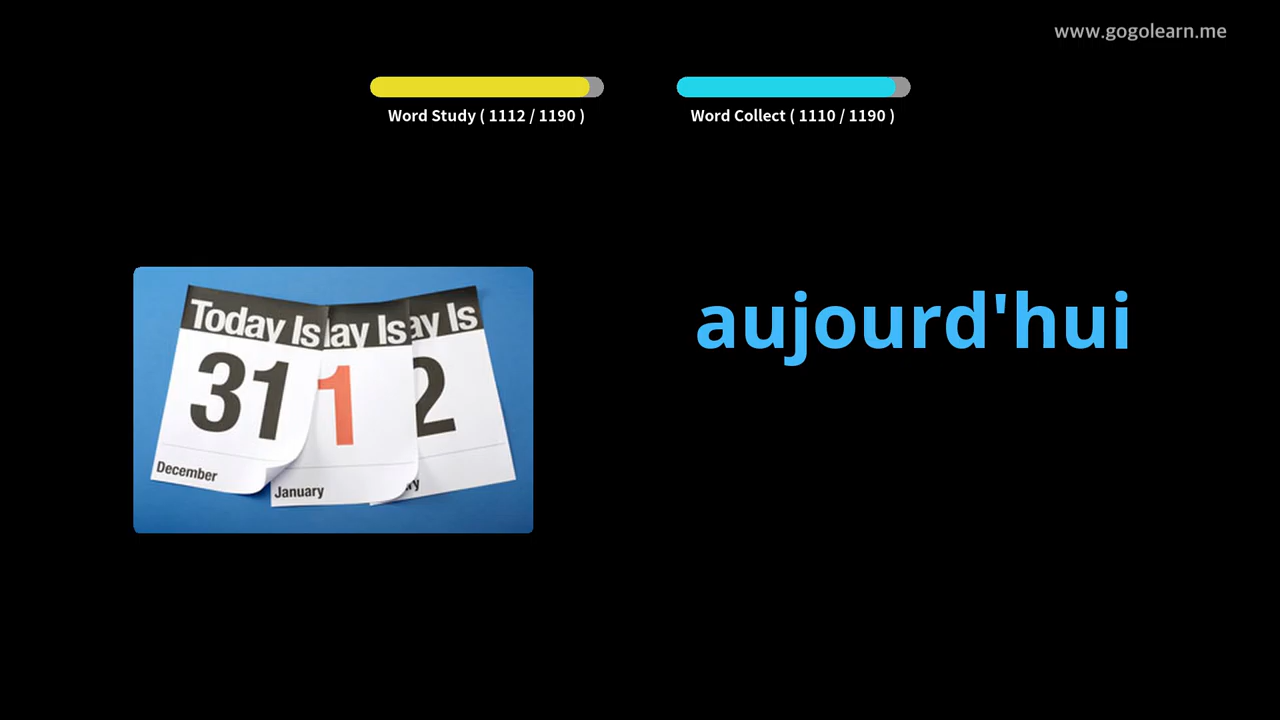 www.gogolearn.me
Word Study ( 1112 / 1190 )
Word Collect ( 1110 / 1190 )
aujourd'hui
Today Is
ay Is
ay Is
31
1
2
December
January
ry